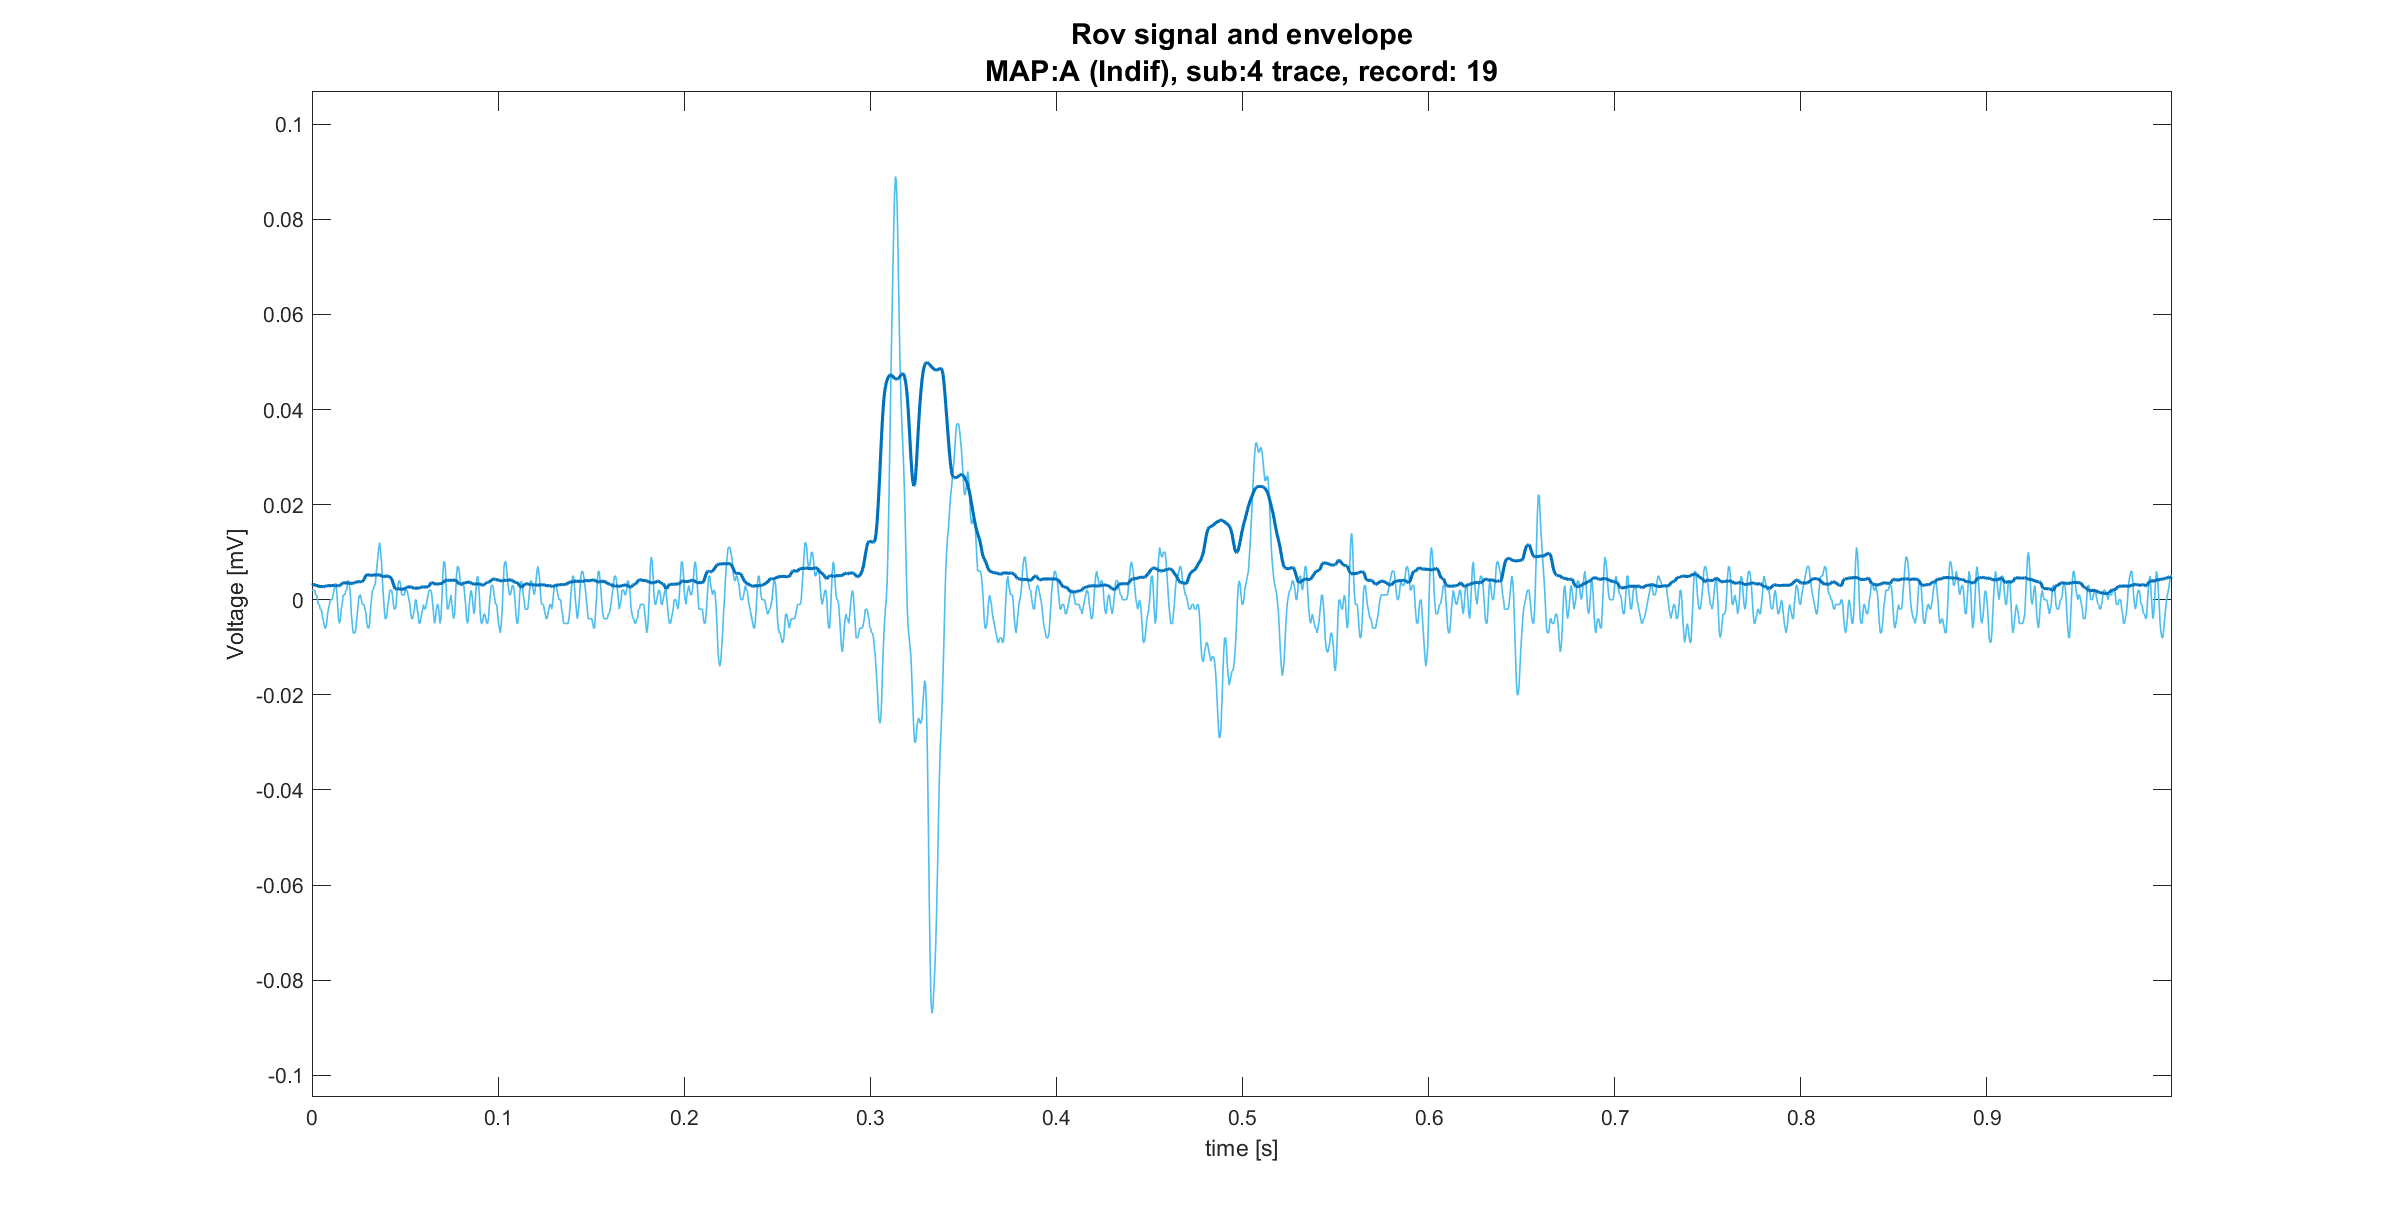 Rov signal and envelope
MAP:A (Indif), sub:4 trace, record: 19
Voltage [mV]
0.1
0.08
0.06
0.04
0.02
0
-0.02
-0.04
-0.06
-0.08
-0.1
0 0.1 0.2 0.3 0.4 0.5 0.6 0.7 0.8 0.9
time [s]